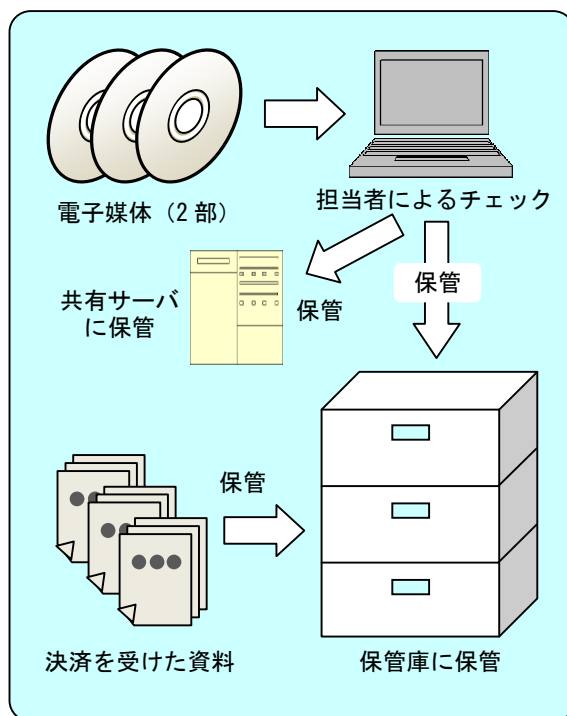 電子媒体（2 部）
担当者によるチェック
共有サーバ
に保管
保管
保管
保管
●●●
●●●
●●●
決済を受けた資料
保管庫に保管